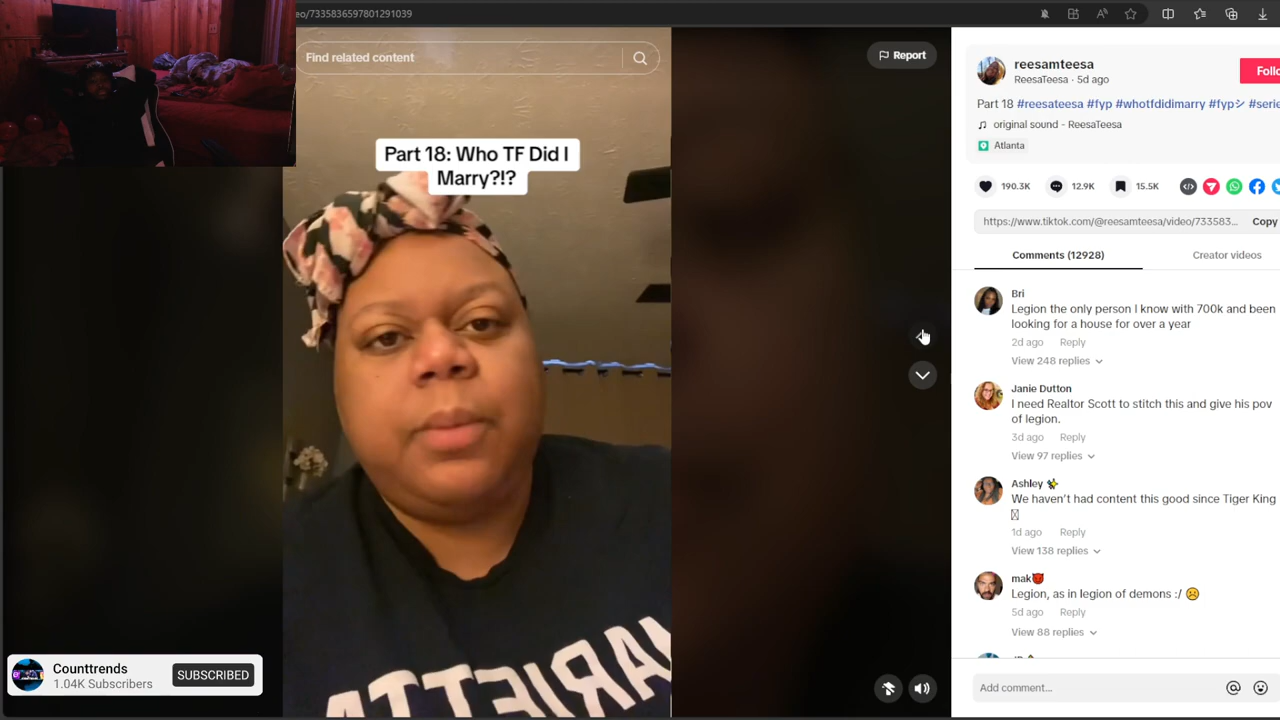 eo/7335836597801291039
Find related content
Report
Part 18: Who TF Did I
Marry?!?
reesamteesa
ReesaTeesa · 5d ago
Follo
Part 18 #reesateesa #fyp #whotfdidimarry #fypシ #serie
original sound - ReesaTeesa
Atlanta
190.3K
12.9K
15.5K
https://www.tiktok.com/@reesamteesa/video/733583...
Copy
Comments (12928)
Creator videos
Bri
Legion the only person I know with 700k and been
looking for a house for over a year
2d ago Reply
View 248 replies
Janie Dutton
I need Realtor Scott to stitch this and give his pov
of legion.
3d ago Reply
View 97 replies
Ashley ✨
We haven't had content this good since Tiger King
1d ago Reply
View 138 replies
mak😈
Legion, as in legion of demons :/ ☹️
5d ago Reply
View 88 replies
Add comment...
MARIETTA
Counttrends
1.04K Subscribers
SUBSCRIBED